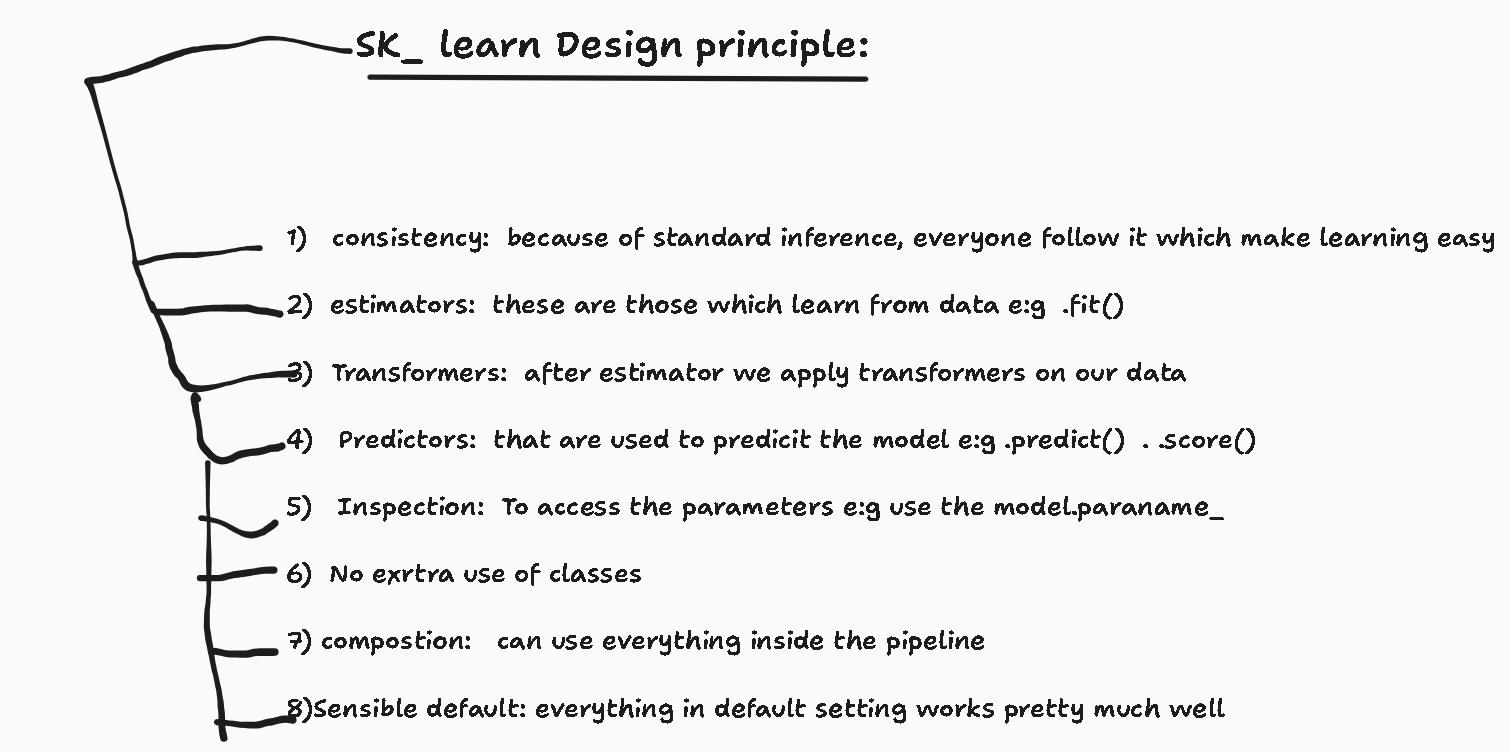 SK_ learn Design principle:
1) consistency: because of standard inference, everyone follow it which make learning easy
2) estimators: these are those which learn from data e:g .fit()
3) Transformers: after estimator we apply transformers on our data
4) Predictors: that are used to predicit the model e:g .predict() . .score()
5) Inspection: To access the parameters e:g use the model.paraname_
6) No exrtra use of classes
7) compostion: can use everything inside the pipeline
8)Sensible default: everything in default setting works pretty much well